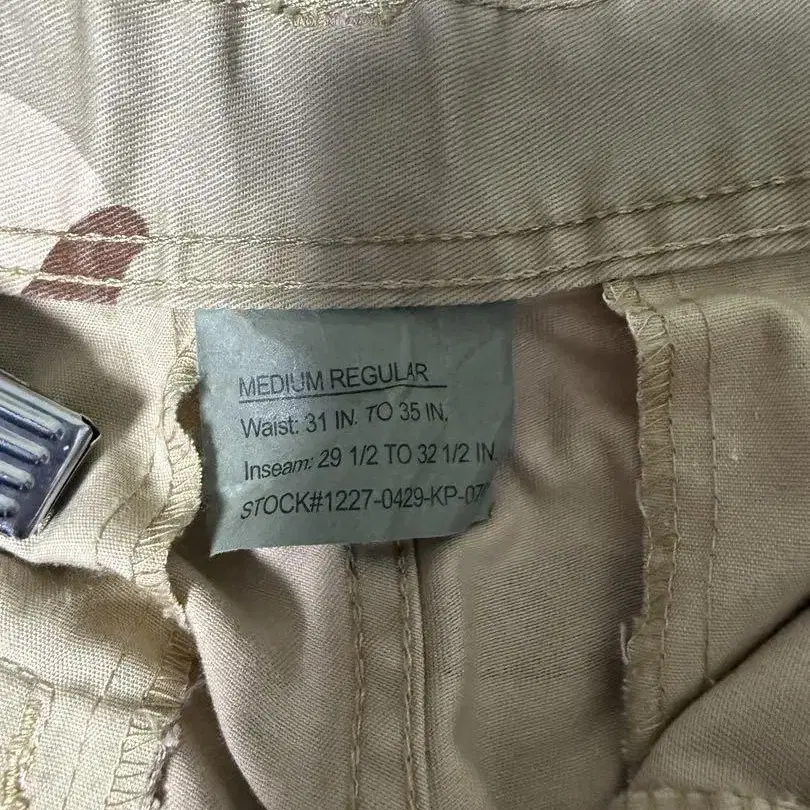 MEDIUM REGULAR
Waist: 31 IN. TO 35 IN.
Inseam: 29 1/2 TO 32 1/2 IN
STOCK#1227-0429-KP-07